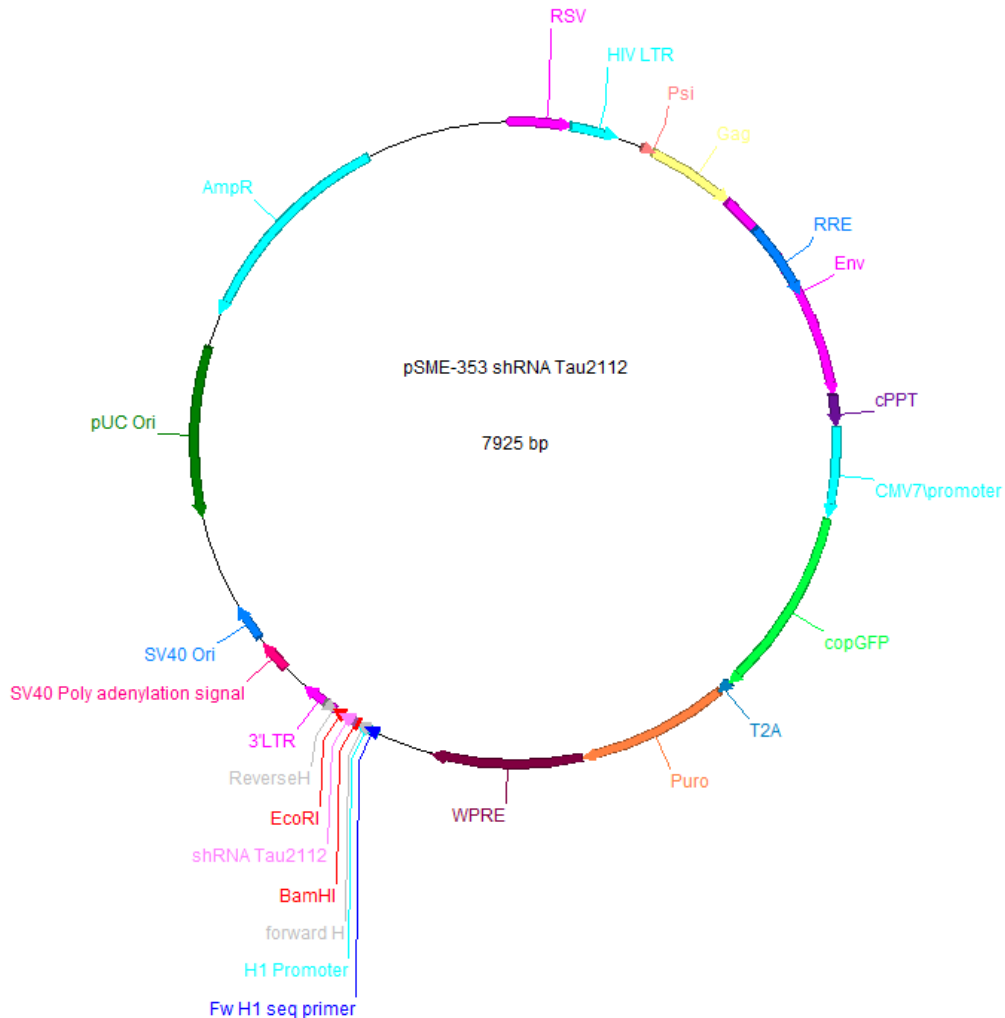 RSV
HIV LTR
Psi
Gag
AmpR
RRE
Env
pSME-353 shRNA Tau2112
cPPT
pUC Ori
7925 bp
CMV7\promoter
copGFP
SV40 Ori
SV40 Poly adenylation signal
T2A
3'LTR
ReverseH
Puro
EcoRI
WPRE
shRNA Tau2112
BamHI
forward H
H1 Promoter
Fw H1 seq primer